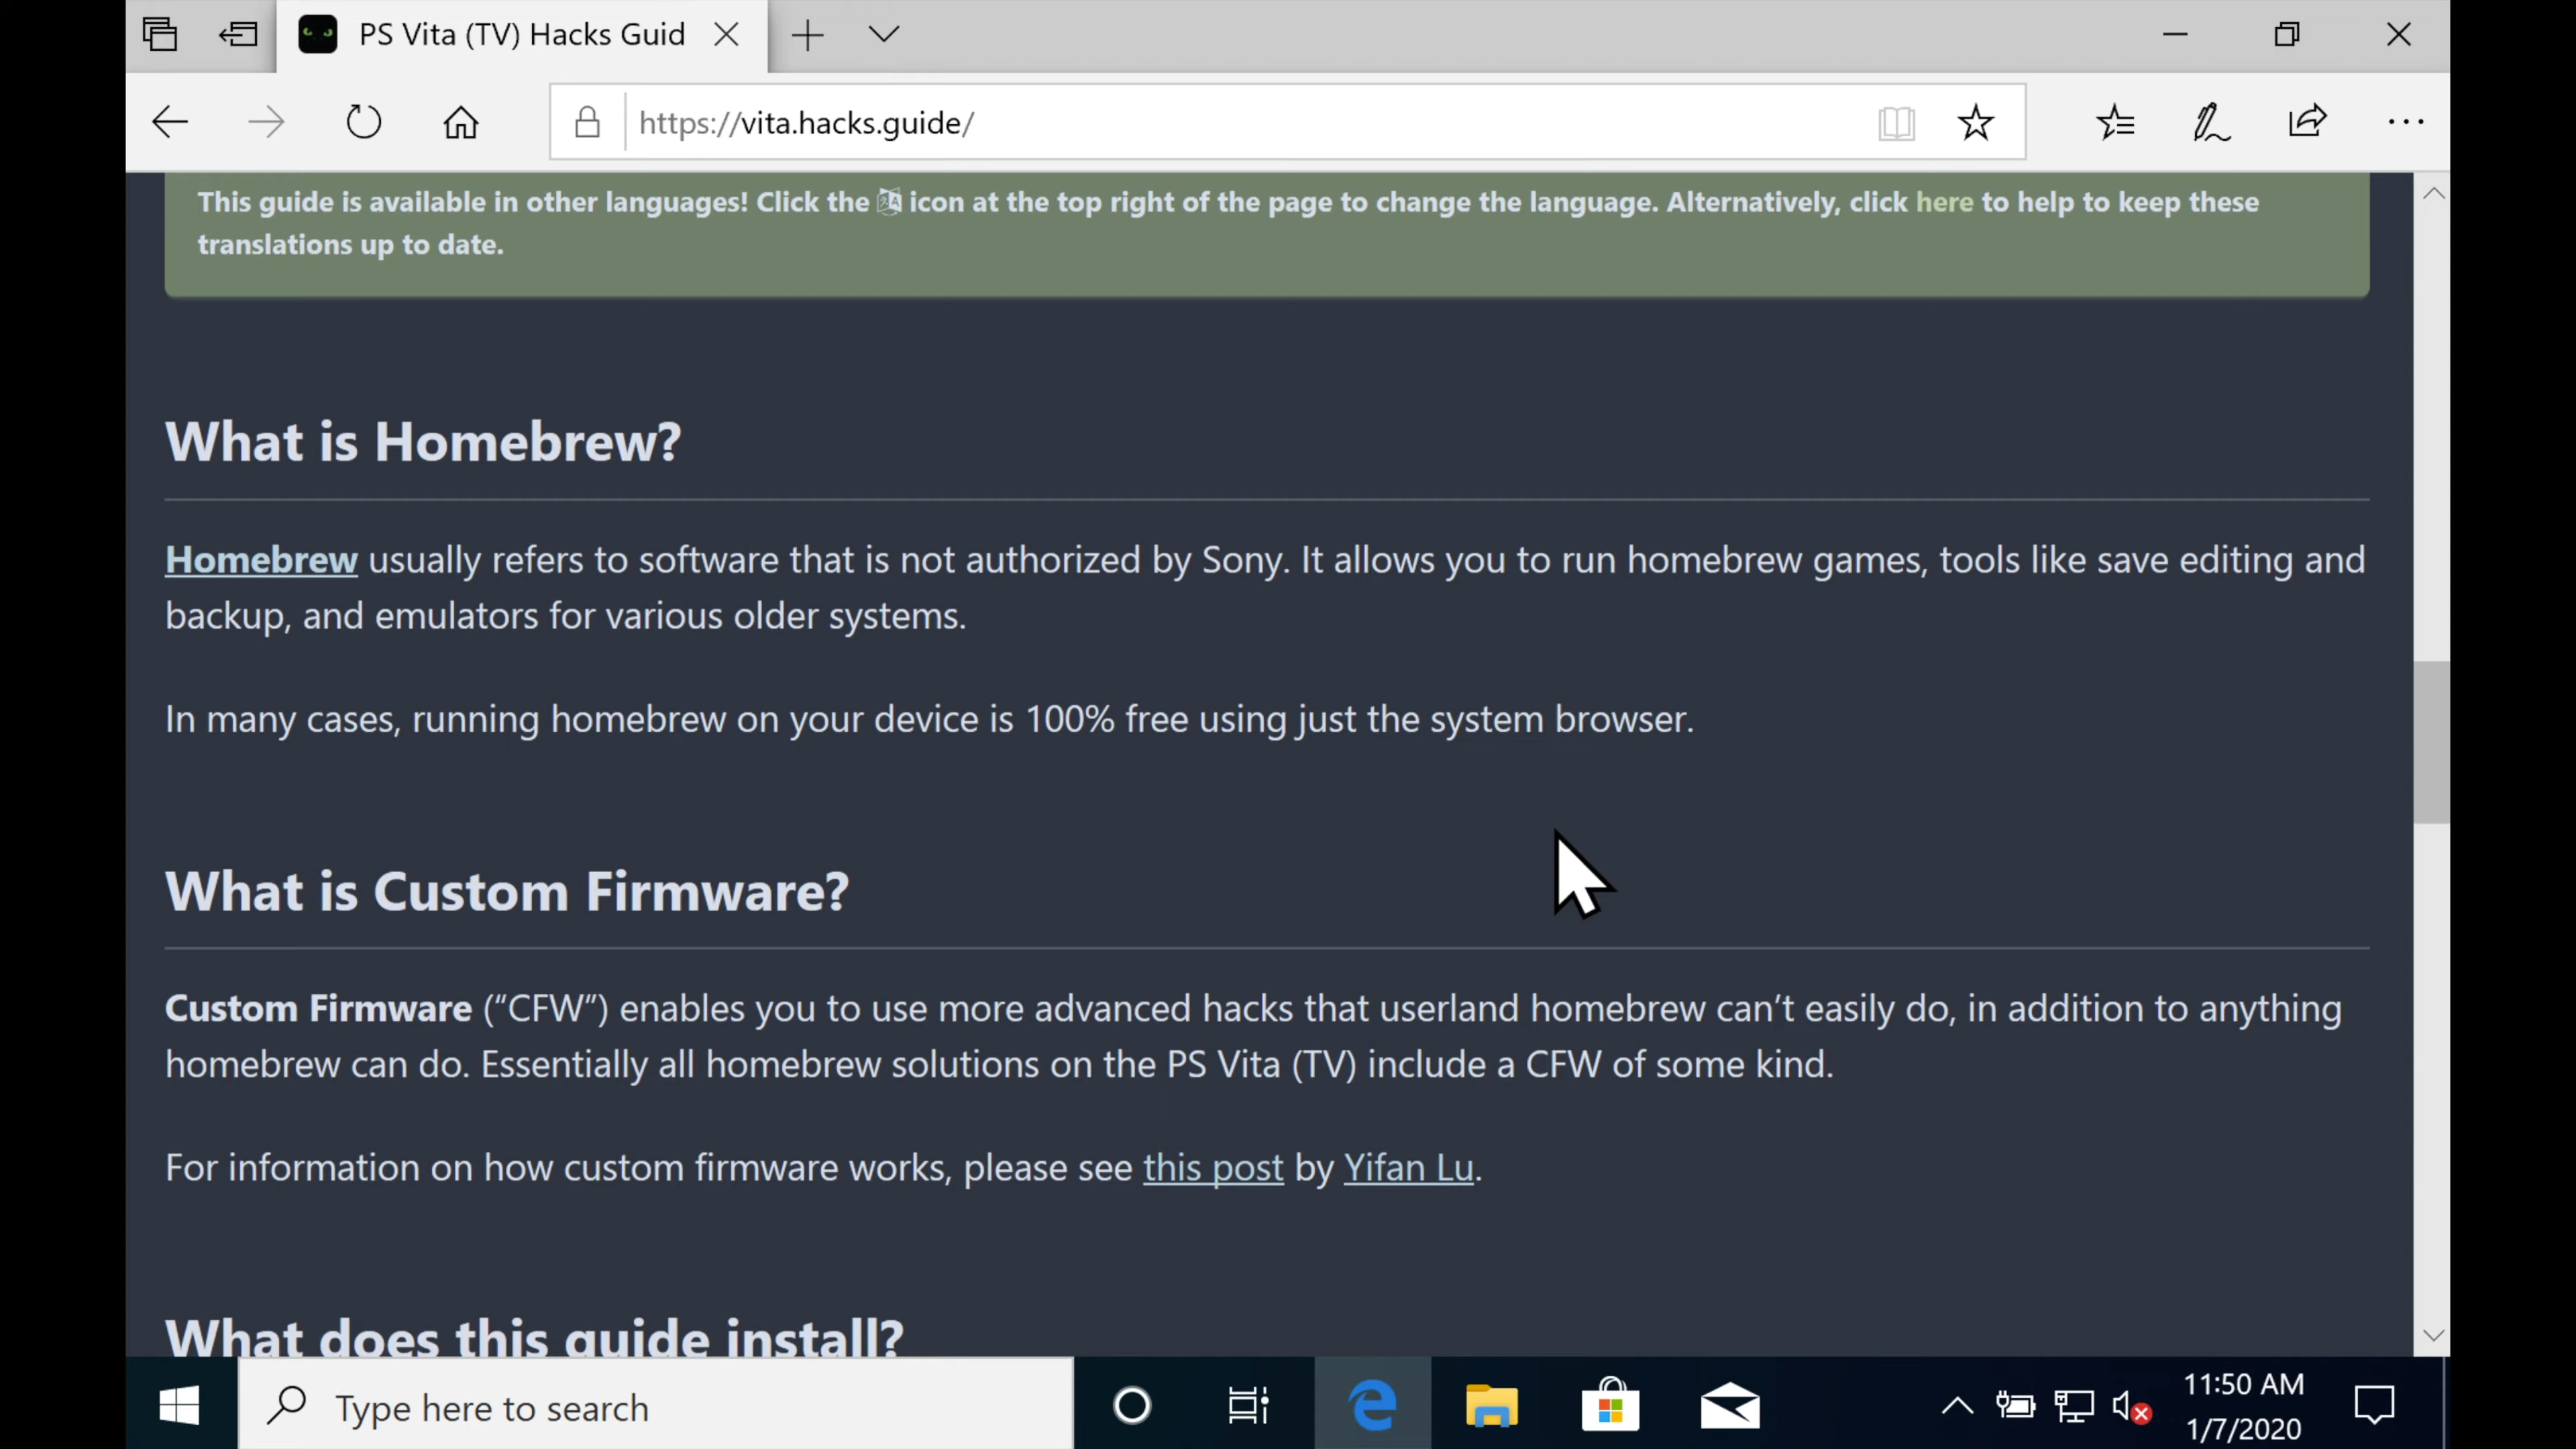 PS Vita (TV) Hacks Guid
https://vita.hacks.guide/
This guide is available in other languages! Click the icon at the top right of the page to change the language. Alternatively, click here to help to keep these
translations up to date.
What is Homebrew?
Homebrew usually refers to software that is not authorized by Sony. It allows you to run homebrew games, tools like save editing and
backup, and emulators for various older systems.
In many cases, running homebrew on your device is 100% free using just the system browser.
What is Custom Firmware?
Custom Firmware (“CFW”) enables you to use more advanced hacks that userland homebrew can’t easily do, in addition to anything
homebrew can do. Essentially all homebrew solutions on the PS Vita (TV) include a CFW of some kind.
For information on how custom firmware works, please see this post by Yifan Lu.
What does this guide install?
Type here to search
11:50 AM
1/7/2020